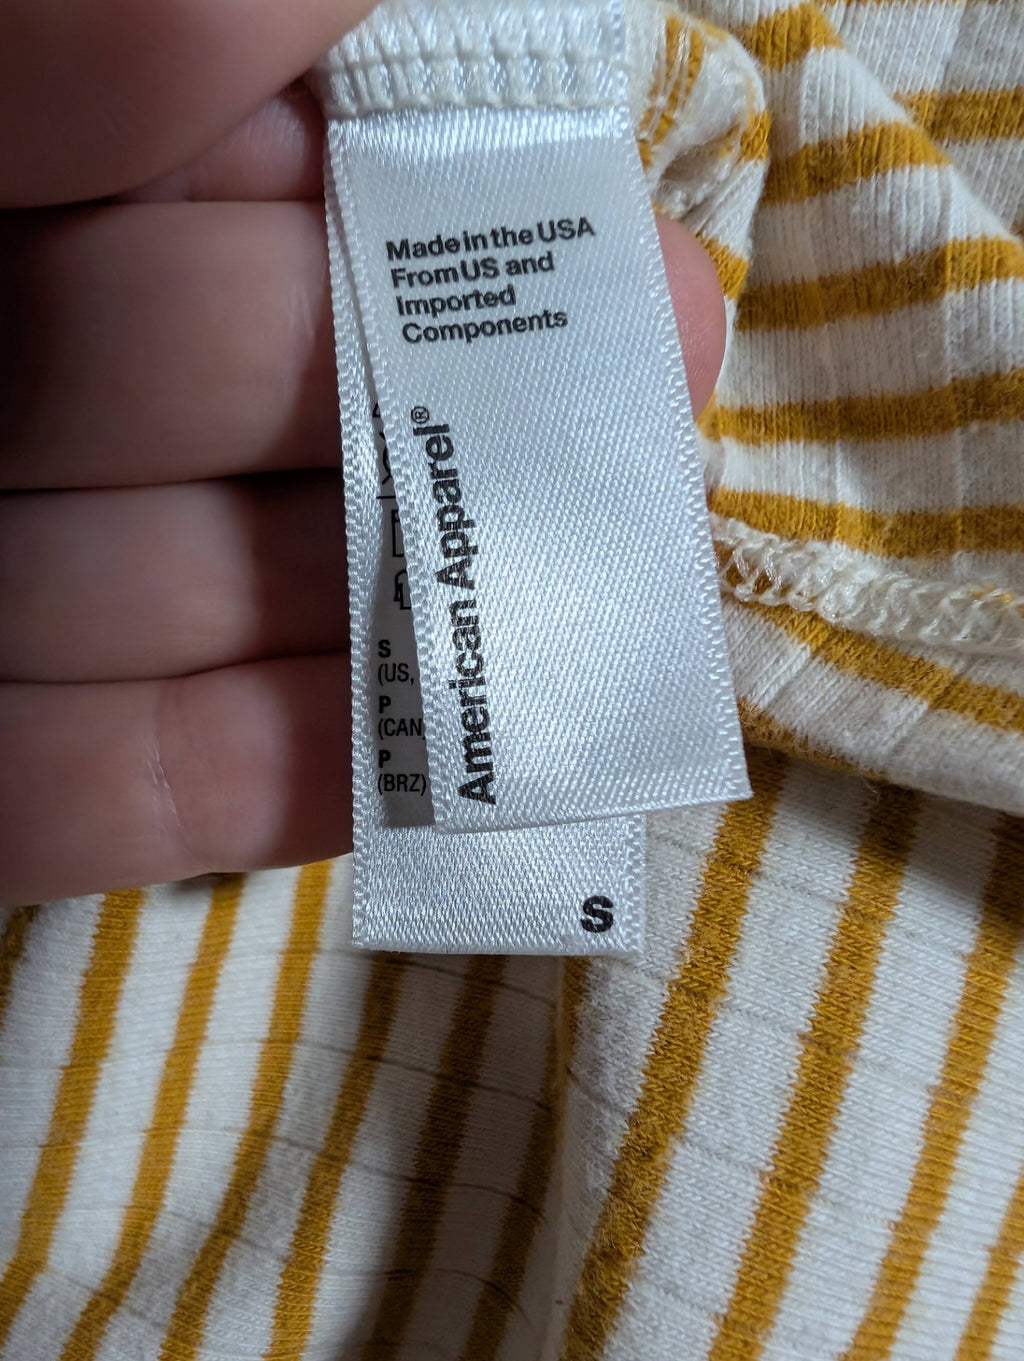 Made in the USA
From US and
Imported
Components
American Apparel®
S
(US,
P
(CAN
P
(BRZ)
S